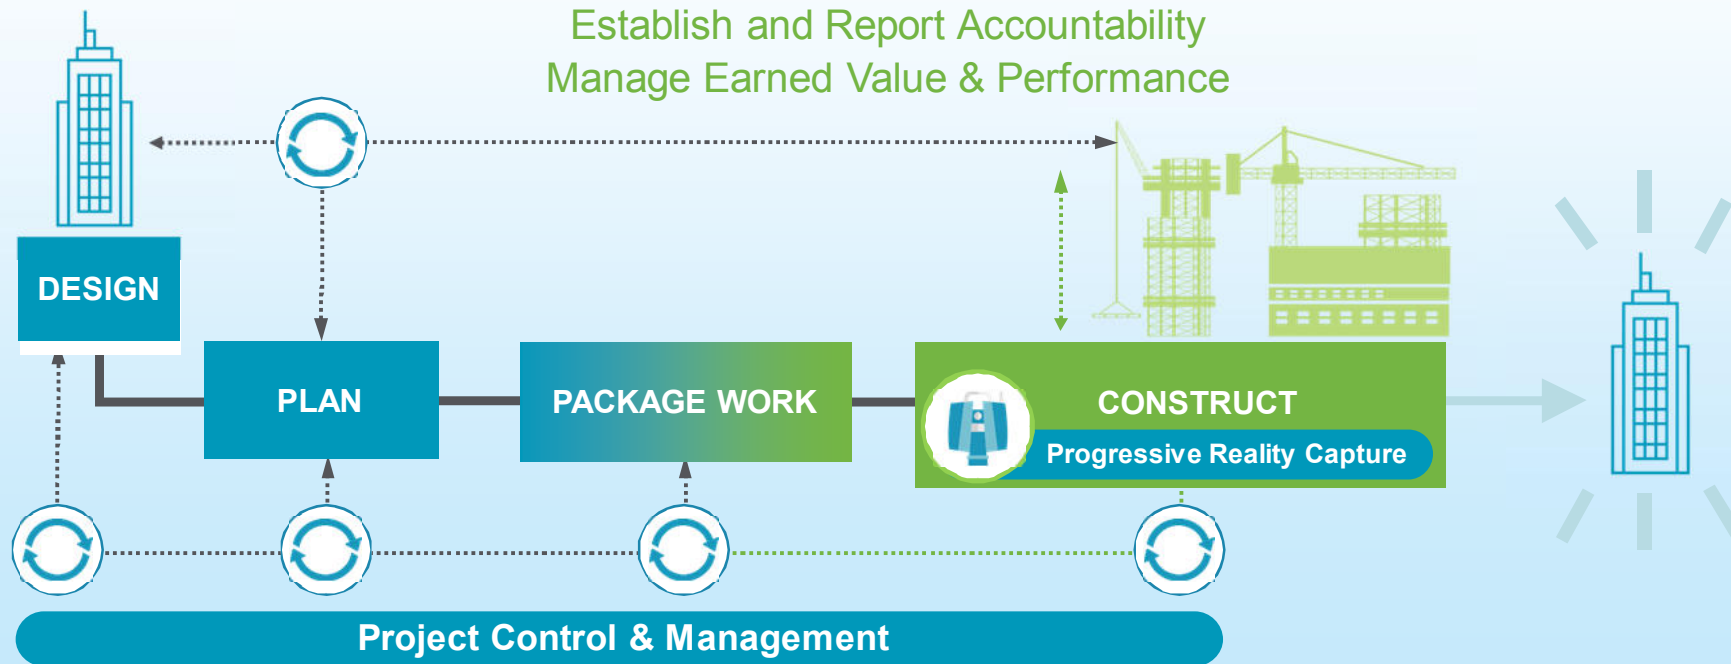 Establish and Report Accountability
Manage Earned Value & Performance
DESIGN
PLAN
PACKAGE WORK
CONSTRUCT
Progressive Reality Capture
Project Control & Management